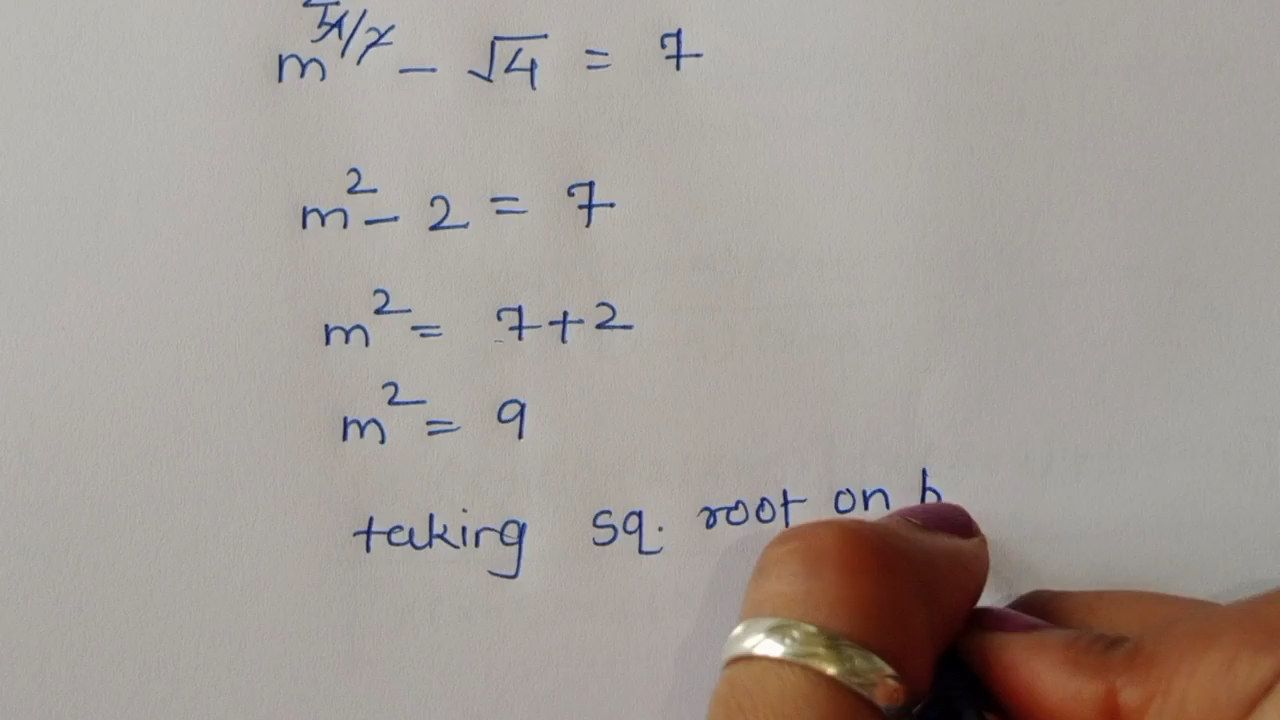 m - √4 = 7
m² - 2 = 7
m² = 7+2
m² = 9
taking sq. root on b